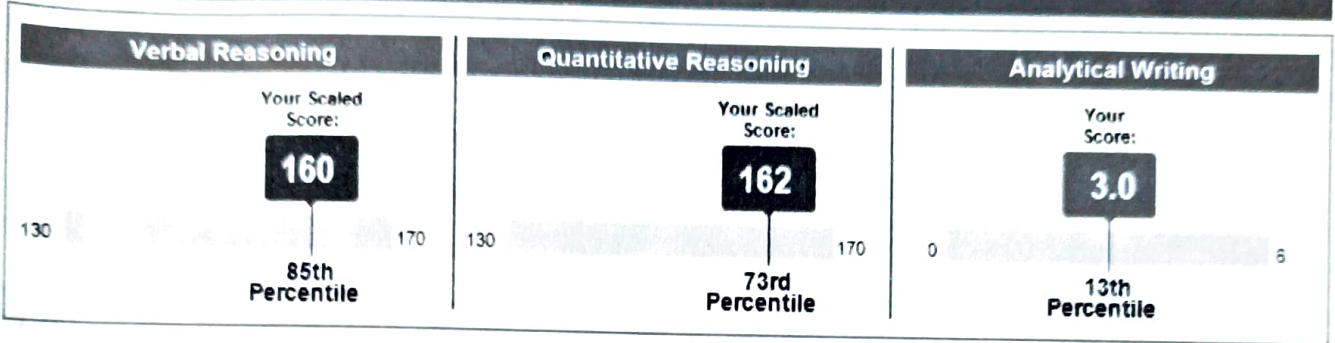 Verbal Reasoning
Your Scaled
Score:
160
130
170
85th
Percentile
Quantitative Reasoning
Your Scaled
Score:
162
130
170
73rd
Percentile
Analytical Writing
Your
Score:
3.0
0
6
13th
Percentile